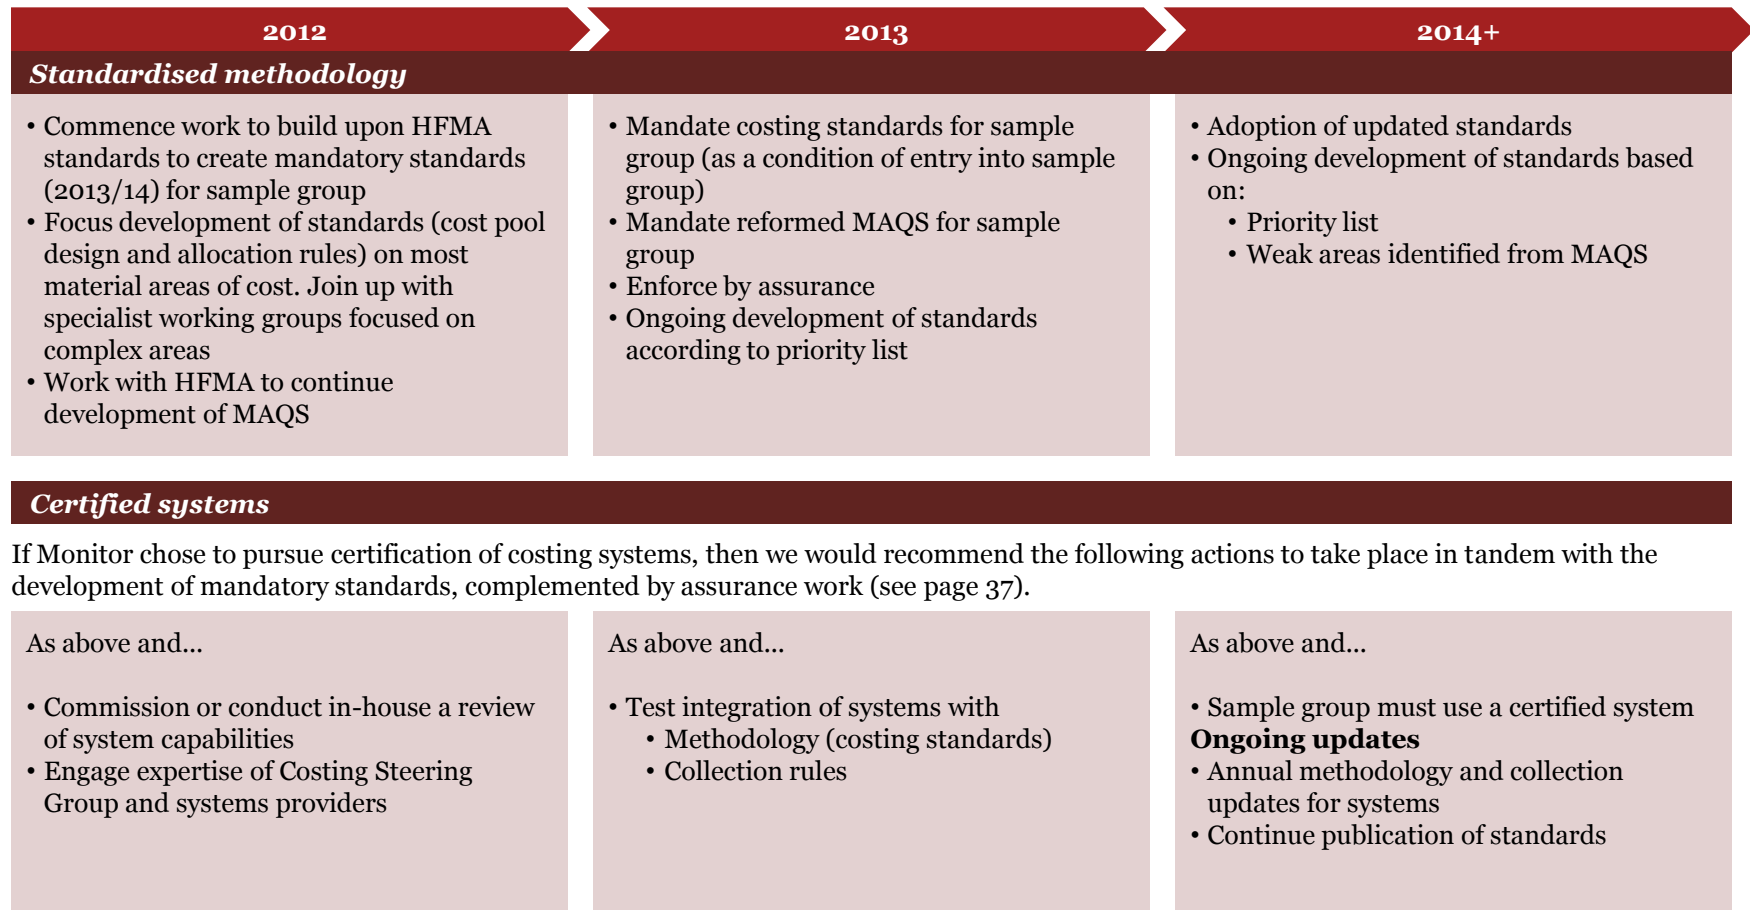 2012
2013
2014+
Standardised methodology
• Commence work to build upon HFMA
standards to create mandatory standards
(2013/14) for sample group
• Focus development of standards (cost pool
design and allocation rules) on most
material areas of cost. Join up with
specialist working groups focused on
complex areas
• Work with HFMA to continue
development of MAQS
• Mandate costing standards for sample
group (as a condition of entry into sample
group)
• Mandate reformed MAQS for sample
group
• Enforce by assurance
• Ongoing development of standards
according to priority list
• Adoption of updated standards
• Ongoing development of standards based
on:
• Priority list
• Weak areas identified from MAQS
Certified systems
If Monitor chose to pursue certification of costing systems, then we would recommend the following actions to take place in tandem with the
development of mandatory standards, complemented by assurance work (see page 37).
As above and...
• Commission or conduct in-house a review
of system capabilities
• Engage expertise of Costing Steering
Group and systems providers
As above and...
• Test integration of systems with
• Methodology (costing standards)
• Collection rules
As above and...
• Sample group must use a certified system
Ongoing updates
• Annual methodology and collection
updates for systems
• Continue publication of standards